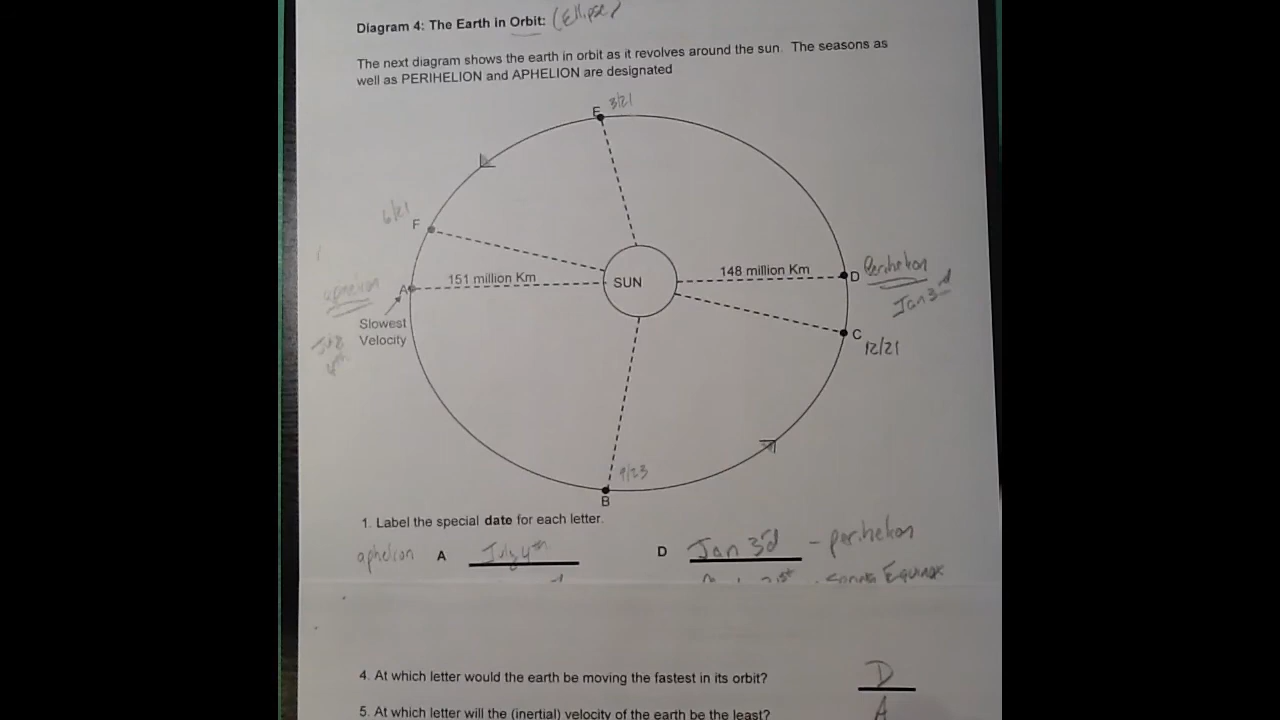 Diagram 4: The Earth in Orbit: (Ellipse)
The next diagram shows the earth in orbit as it revolves around the sun. The seasons as
well as PERIHELION and APHELION are designated
E 3/21
6/21
F
151 million Km
SUN
148 million Km
D Perihelion
Jan 3rd
aphelion A
Slowest
Velocity
July
4th
C
12/21
9/23
B
1. Label the special date for each letter.
aphelion A July 4th D Jan 3rd - perihelion
Equinox
4. At which letter would the earth be moving the fastest in its orbit? D
5. At which letter will the (inertial) velocity of the earth be the least? A